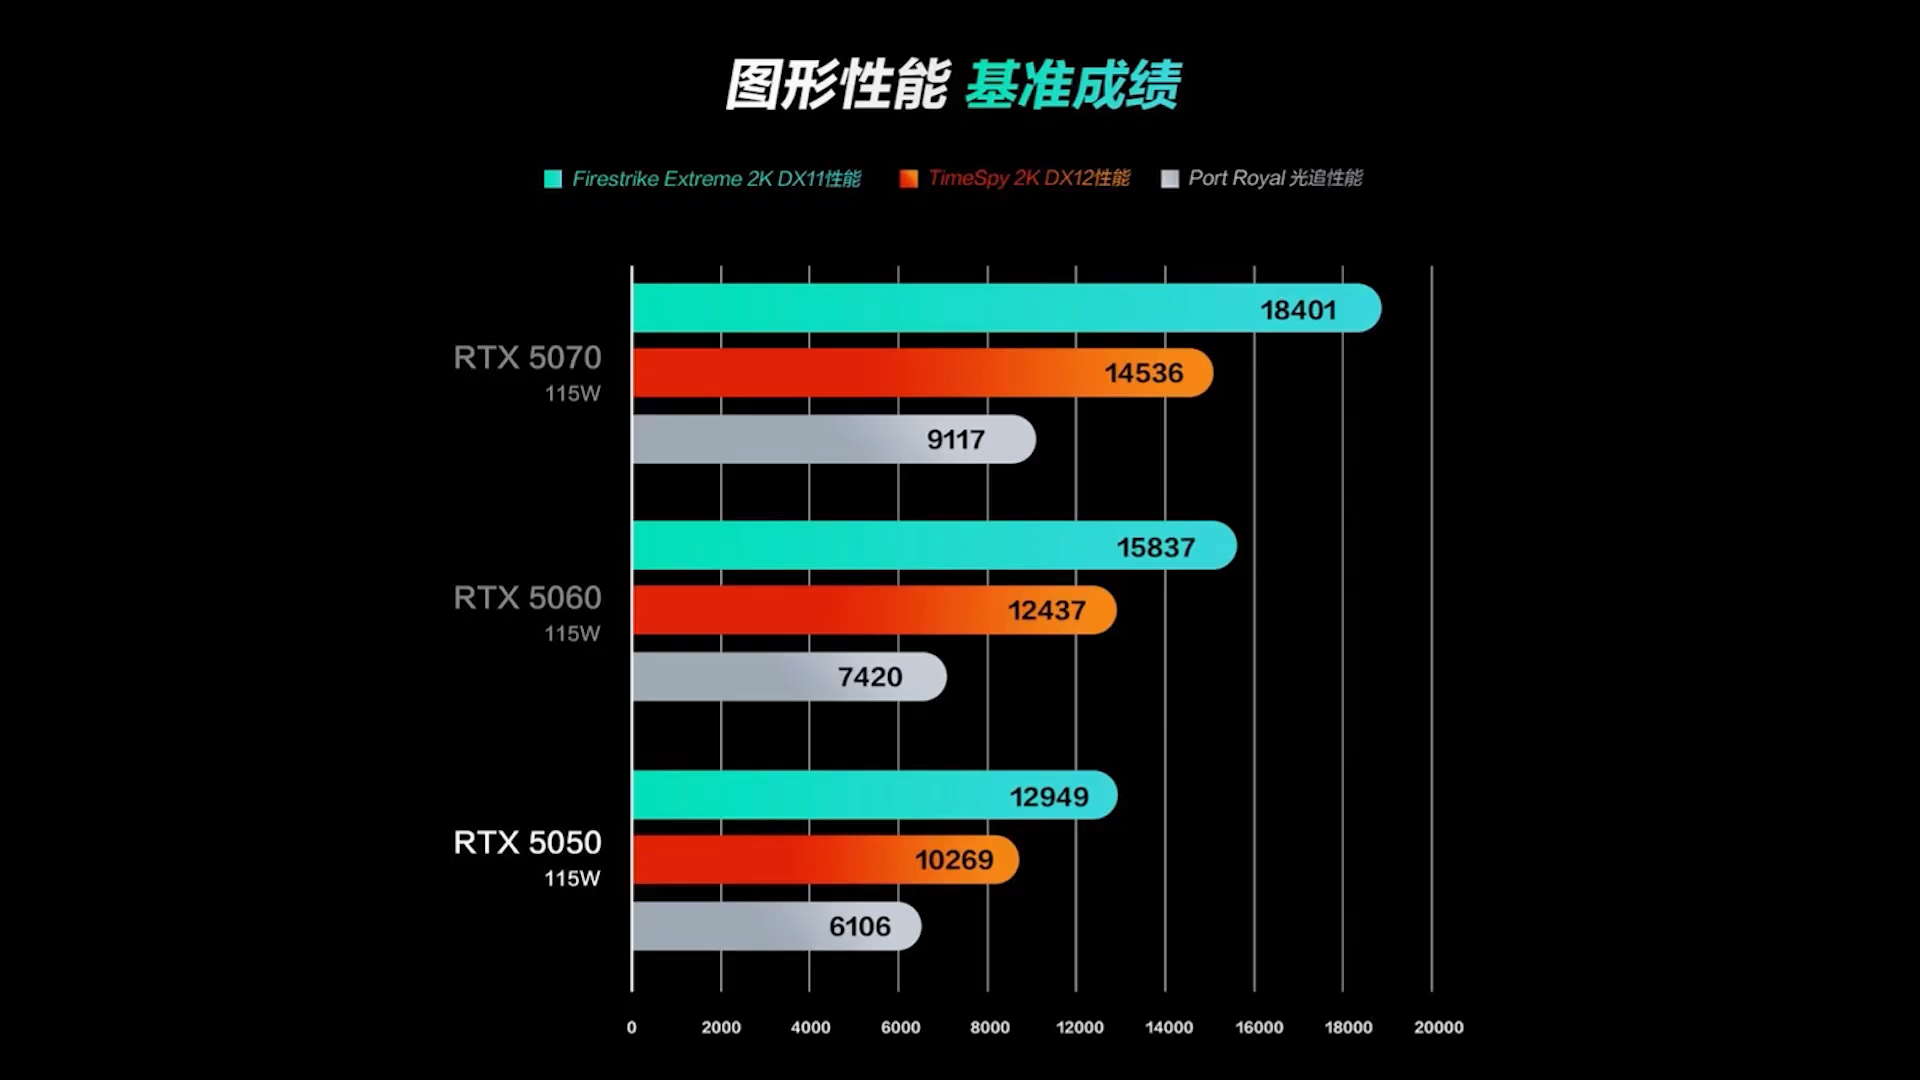 图形性能 基准成绩
Firestrike Extreme 2K DX11性能 TimeSpy 2K DX12性能 Port Royal 光追性能
18401
RTX 5070
14536
115W
9117
15837
RTX 5060
12437
115W
7420
12949
RTX 5050
10269
115W
6106
0 2000 4000 6000 8000 12000 14000 16000 18000 20000